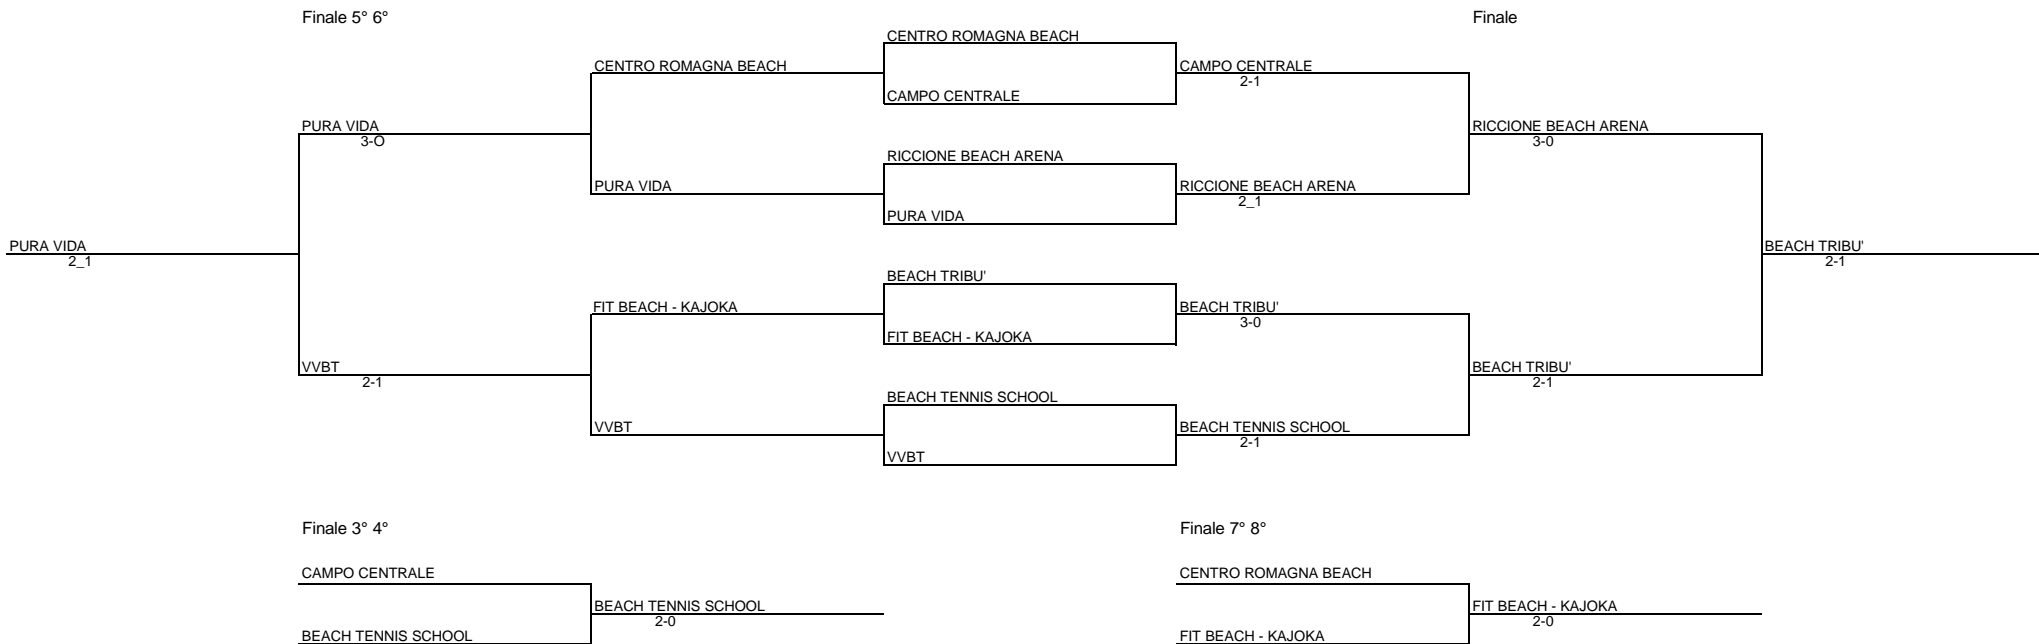 Finale 5° 6°
Finale
CENTRO ROMAGNA BEACH
CENTRO ROMAGNA BEACH
CAMPO CENTRALE
2-1
CAMPO CENTRALE
PURA VIDA
3-O
RICCIONE BEACH ARENA
3-0
RICCIONE BEACH ARENA
PURA VIDA
RICCIONE BEACH ARENA
2_1
PURA VIDA
PURA VIDA
2_1
BEACH TRIBU'
2-1
BEACH TRIBU'
FIT BEACH - KAJOKA
BEACH TRIBU'
3-0
FIT BEACH - KAJOKA
VVBT
2-1
BEACH TRIBU'
2-1
BEACH TENNIS SCHOOL
VVBT
BEACH TENNIS SCHOOL
2-1
VVBT
Finale 3° 4°
Finale 7° 8°
CAMPO CENTRALE
CENTRO ROMAGNA BEACH
BEACH TENNIS SCHOOL
2-0
FIT BEACH - KAJOKA
2-0
BEACH TENNIS SCHOOL
FIT BEACH - KAJOKA